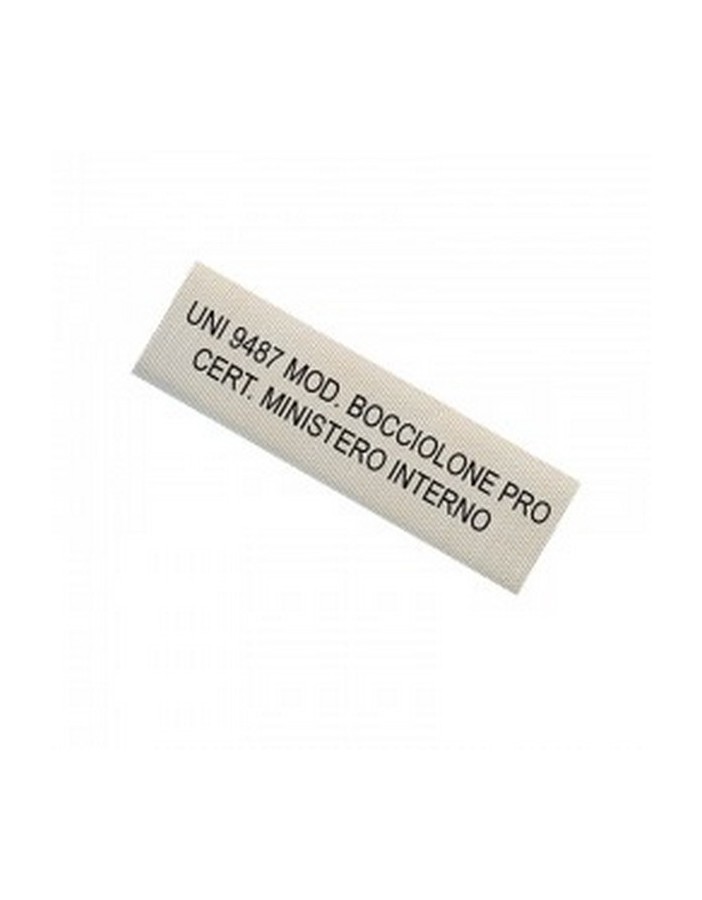 UNI 9487 MOD. BOCCIOLONE PRO
CERT. MINISTERO INTERNO